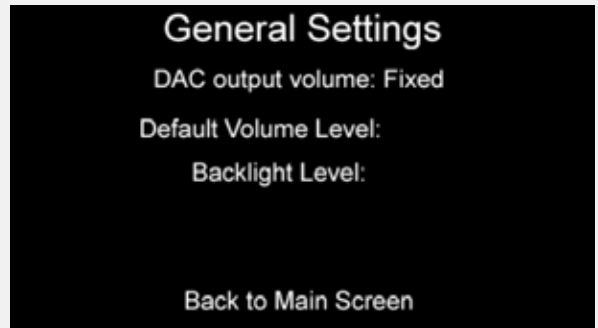 General Settings
DAC output volume: Fixed
Default Volume Level:
Backlight Level:
Back to Main Screen